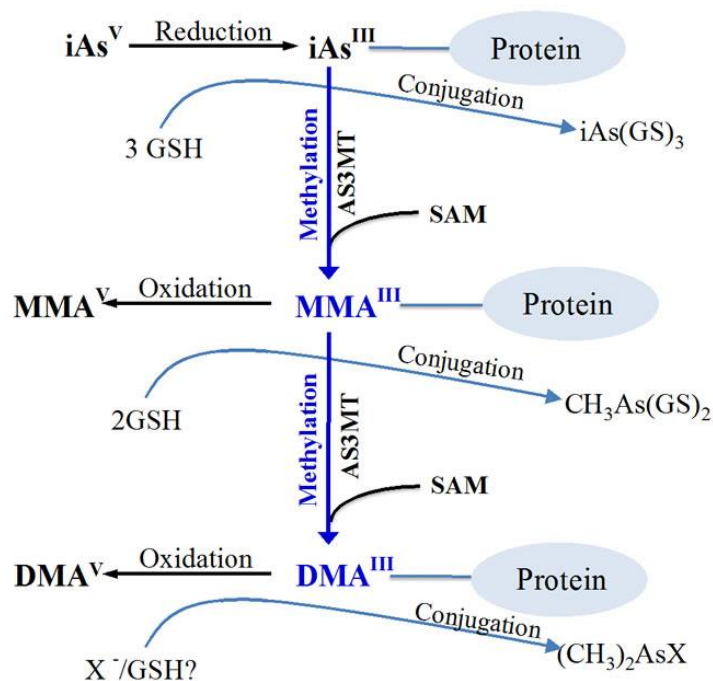 iAsⱽ Reduction iAsᴵᴵᴵ Protein
Conjugation
3 GSH
iAs(GS)₃
Methylation
AS3MT
SAM
MMAⱽ Oxidation MMAᴵᴵᴵ Protein
Conjugation
2GSH
CH₃As(GS)₂
Methylation
AS3MT
SAM
DMAⱽ Oxidation DMAᴵᴵᴵ Protein
Conjugation
X ⁻/GSH?
(CH₃)₂AsX